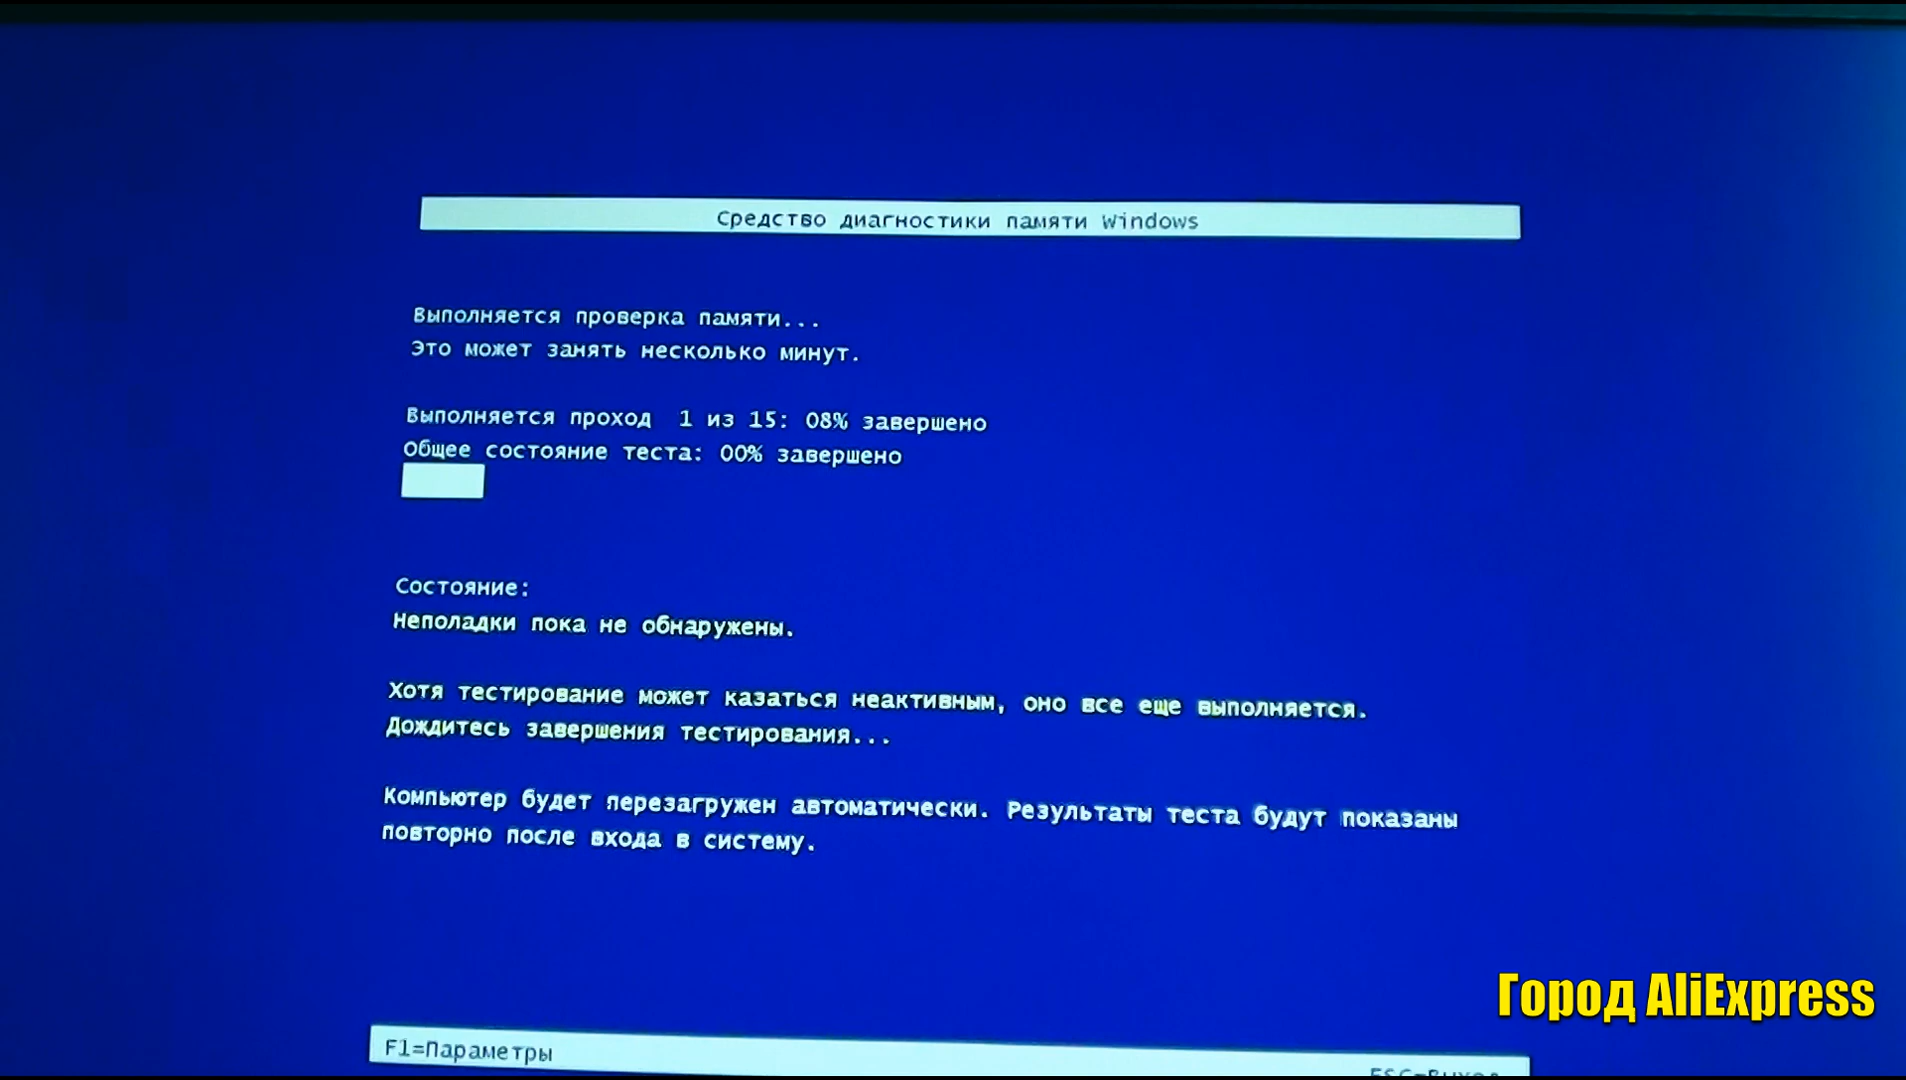 Средство диагностики памяти Windows
Выполняется проверка памяти...
Это может занять несколько минут.
Выполняется проход  1 из 15: 08% завершено
Общее состояние теста: 00% завершено
Состояние:
Неполадки пока не обнаружены.
Хотя тестирование может казаться неактивным, оно все еще выполняется.
Дождитесь завершения тестирования...
Компьютер будет перезагружен автоматически. Результаты теста будут показаны
повторно после входа в систему.
Город AliExpress
F1=Параметры
ESC=Выход